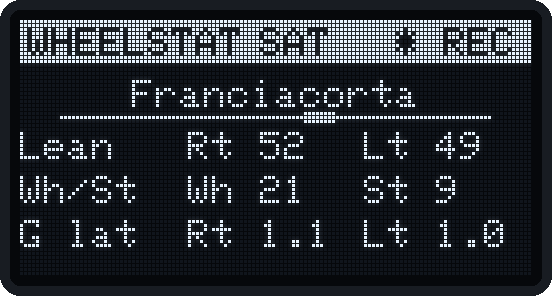 WHEELSTAT SAT REC
Franciacorta
Lean Rt 52 Lt 49
Wh/St Wh 21 St 9
G lat Rt 1.1 Lt 1.0